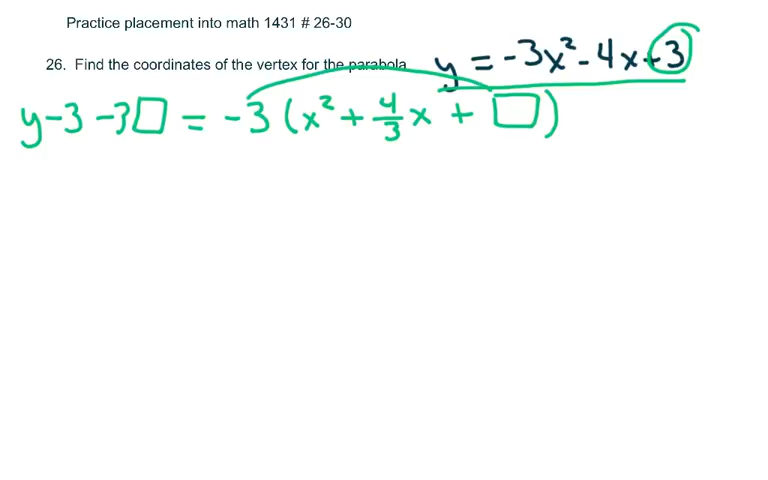 Practice placement into math 1431 # 26-30
26. Find the coordinates of the vertex for the parabola. y = -3x² - 4x + 3
y - 3 - 3□ = -3 (x² + 4/3 x + □)